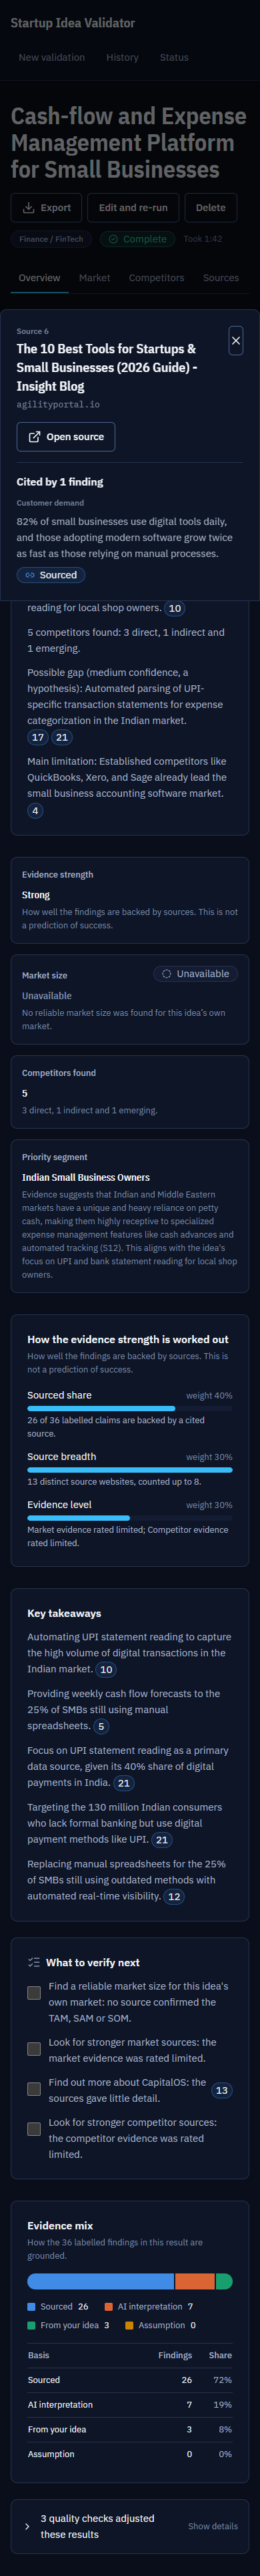 Startup Idea Validator
New validation History Status
Cash-flow and Expense
Management Platform
for Small Businesses
Export Edit and re-run Delete
Finance / FinTech Complete Took 1:42
Overview Market Competitors Sources
Source 6
The 10 Best Tools for Startups &
Small Businesses (2026 Guide) -
Insight Blog
agilityportal.io
Open source
Cited by 1 finding
Customer demand
82% of small businesses use digital tools daily,
and those adopting modern software grow twice
as fast as those relying on manual processes.
Sourced
reading for local shop owners. 10
5 competitors found: 3 direct, 1 indirect and
1 emerging.
Possible gap (medium confidence, a
hypothesis): Automated parsing of UPI-
specific transaction statements for expense
categorization in the Indian market.
17 21
Main limitation: Established competitors like
QuickBooks, Xero, and Sage already lead the
small business accounting software market.
4
Evidence strength
Strong
How well the findings are backed by sources. This is not
a prediction of success.
Market size Unavailable
Unavailable
No reliable market size was found for this idea's own
market.
Competitors found
5
3 direct, 1 indirect and 1 emerging.
Priority segment
Indian Small Business Owners
Evidence suggests that Indian and Middle Eastern
markets have a unique and heavy reliance on petty
cash, making them highly receptive to specialized
expense management features like cash advances and
automated tracking (S12). This aligns with the idea's
focus on UPI and bank statement reading for local shop
owners.
How the evidence strength is worked out
How well the findings are backed by sources. This is
not a prediction of success.
Sourced share weight 40%
26 of 36 labelled claims are backed by a cited
source.
Source breadth weight 30%
13 distinct source websites, counted up to 8.
Evidence level weight 30%
Market evidence rated limited; Competitor evidence
rated limited.
Key takeaways
Automating UPI statement reading to capture
the high volume of digital transactions in the
Indian market. 10
Providing weekly cash flow forecasts to the
25% of SMBs still using manual
spreadsheets. 5
Focus on UPI statement reading as a primary
data source, given its 40% share of digital
payments in India. 21
Targeting the 130 million Indian consumers
who lack formal banking but use digital
payment methods like UPI. 21
Replacing manual spreadsheets for the 25%
of SMBs still using outdated methods with
automated real-time visibility. 12
What to verify next
Find a reliable market size for this idea's
own market: no source confirmed the
TAM, SAM or SOM.
Look for stronger market sources: the
market evidence was rated limited.
Find out more about CapitalOS: the 13
sources gave little detail.
Look for stronger competitor sources:
the competitor evidence was rated
limited.
Evidence mix
How the 36 labelled findings in this result are
grounded.
Sourced 26 AI interpretation 7
From your idea 3 Assumption 0
Basis Findings Share
Sourced 26 72%
AI interpretation 7 19%
From your idea 3 8%
Assumption 0 0%
3 quality checks adjusted
these results Show details